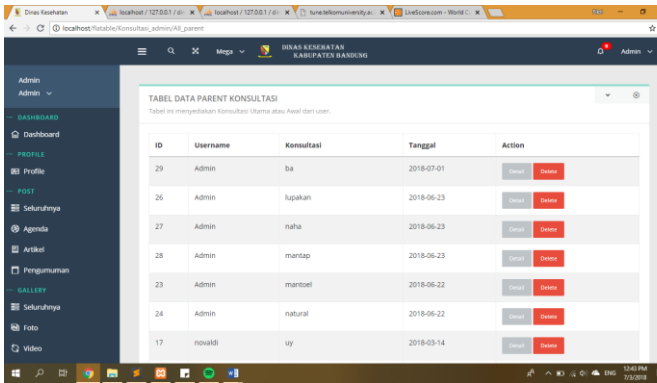 Dinas Kesehatan
localhost / 127.0.0.1 / di
localhost / 127.0.0.1 / di
tune.telkomuniversity.ac
LiveScore.com - World C
localhost/flatable/Konsultasi_admin/All_parent
Mega
DINAS KESEHATAN
KABUPATEN BANDUNG
Admin
Admin
Admin
DASHBOARD
Dashboard
PROFILE
Profile
POST
Seluruhnya
Agenda
Artikel
Pengumuman
GALLERY
Seluruhnya
Foto
Video
TABEL DATA PARENT KONSULTASI
Tabel ini menyediakan Konsultasi Utama atau Awal dari user.
ID Username Konsultasi Tanggal Action
29 Admin ba 2018-07-01 Detail Delete
26 Admin lupakan 2018-06-23 Detail Delete
27 Admin naha 2018-06-23 Detail Delete
28 Admin mantap 2018-06-23 Detail Delete
23 Admin mantoel 2018-06-22 Detail Delete
24 Admin natural 2018-06-22 Detail Delete
17 novaldi uy 2018-03-14 Detail Delete
ENG
12:43 PM
7/3/2018